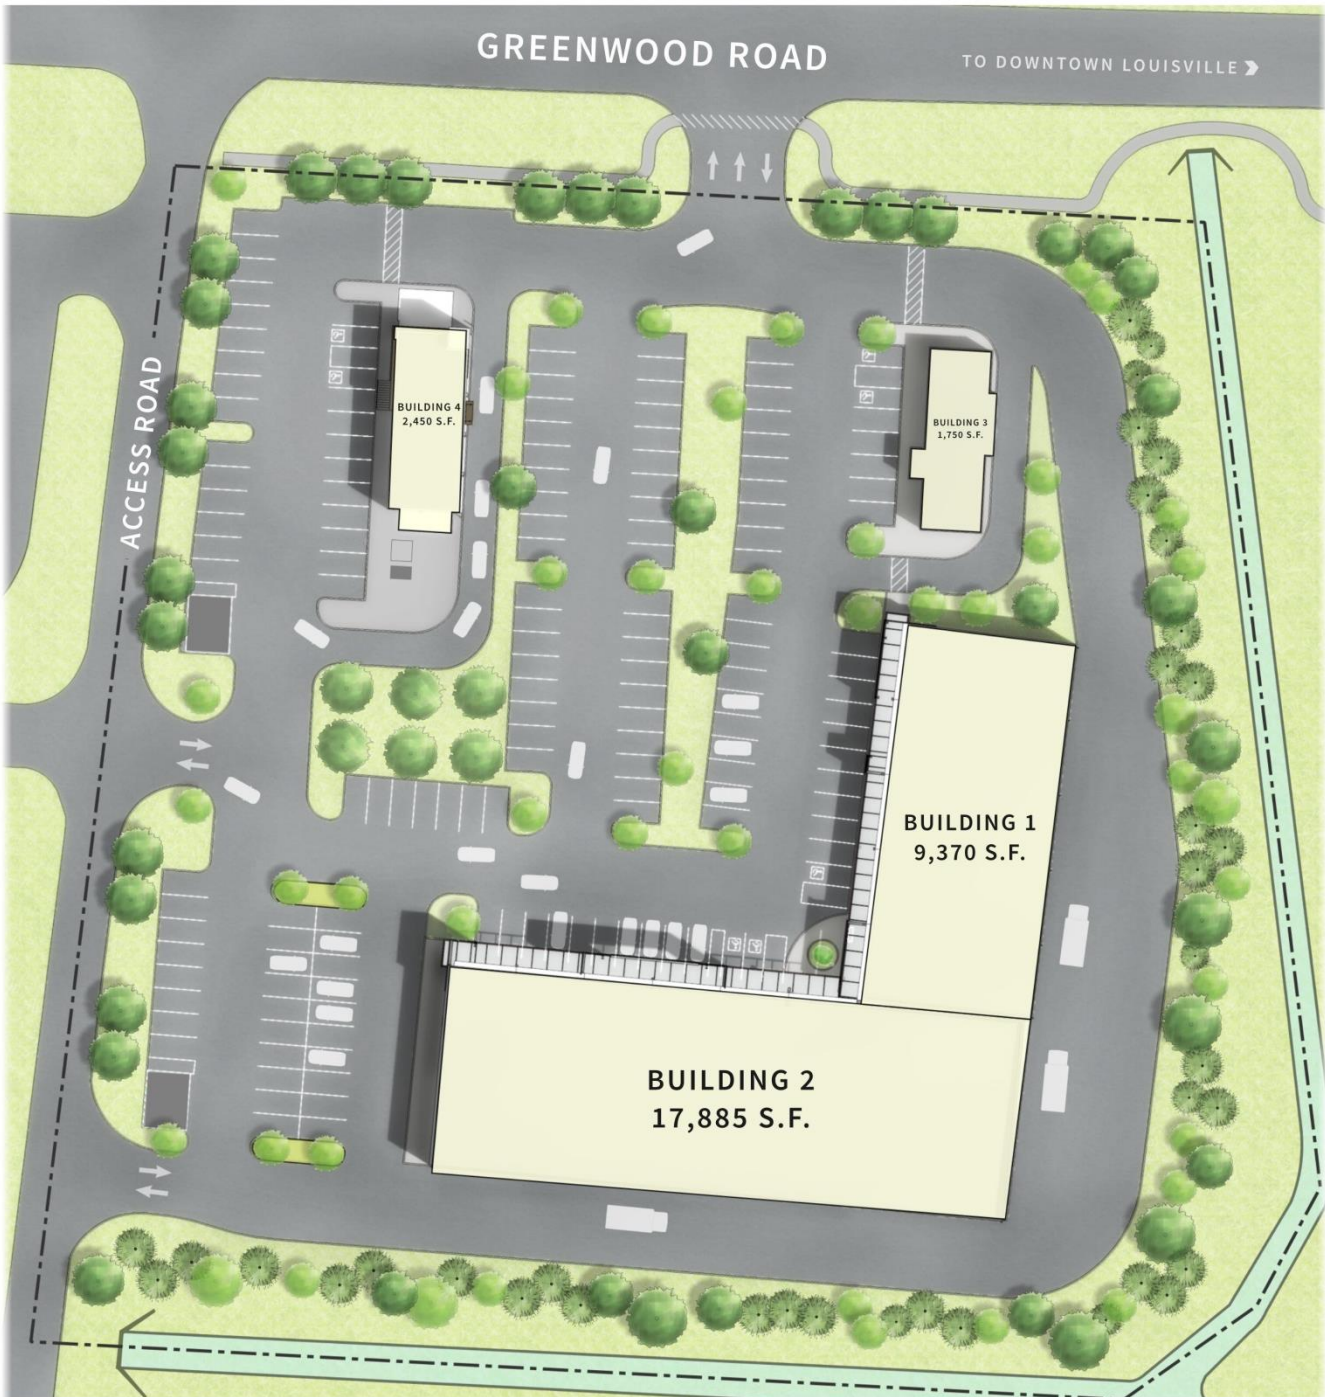 GREENWOOD ROAD
TO DOWNTOWN LOUISVILLE
ACCESS ROAD
BUILDING 4
2,450 S.F.
BUILDING 3
1,750 S.F.
BUILDING 1
9,370 S.F.
BUILDING 2
17,885 S.F.